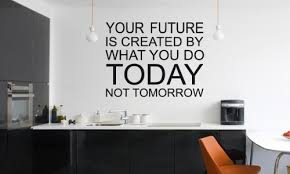 YOUR FUTURE
IS CREATED BY
WHAT YOU DO
TODAY
NOT TOMORROW